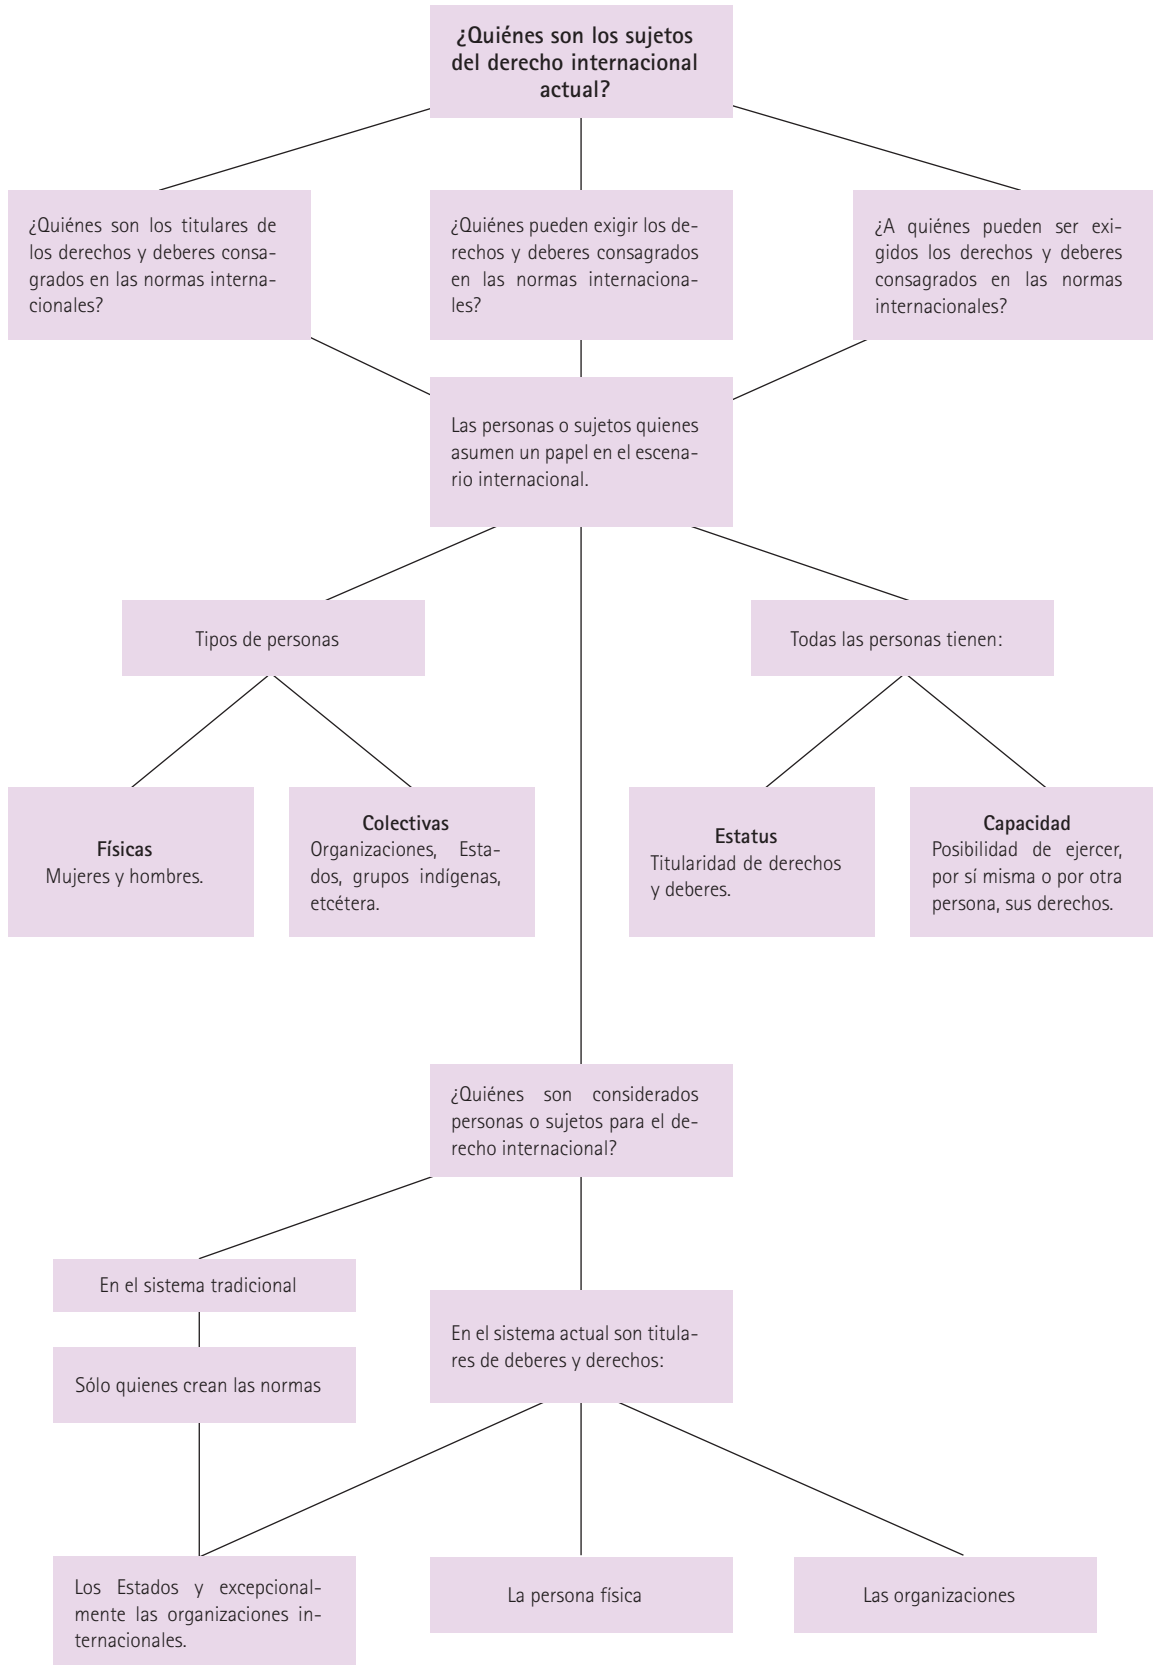 ¿Quiénes son los sujetos
del derecho internacional
actual?
¿Quiénes son los titulares de
los derechos y deberes consa-
grados en las normas interna-
cionales?
¿Quiénes pueden exigir los de-
rechos y deberes consagrados
en las normas internaciona-
les?
¿A quiénes pueden ser exi-
gidos los derechos y deberes
consagrados en las normas
internacionales?
Las personas o sujetos quienes
asumen un papel en el escena-
rio internacional.
Tipos de personas
Todas las personas tienen:
Físicas
Mujeres y hombres.
Colectivas
Organizaciones, Esta-
dos, grupos indígenas,
etcétera.
Estatus
Titularidad de derechos
y deberes.
Capacidad
Posibilidad de ejercer,
por sí misma o por otra
persona, sus derechos.
¿Quiénes son considerados
personas o sujetos para el de-
recho internacional?
En el sistema tradicional
Sólo quienes crean las normas
En el sistema actual son titula-
res de deberes y derechos:
Los Estados y excepcional-
mente las organizaciones in-
ternacionales.
La persona física
Las organizaciones